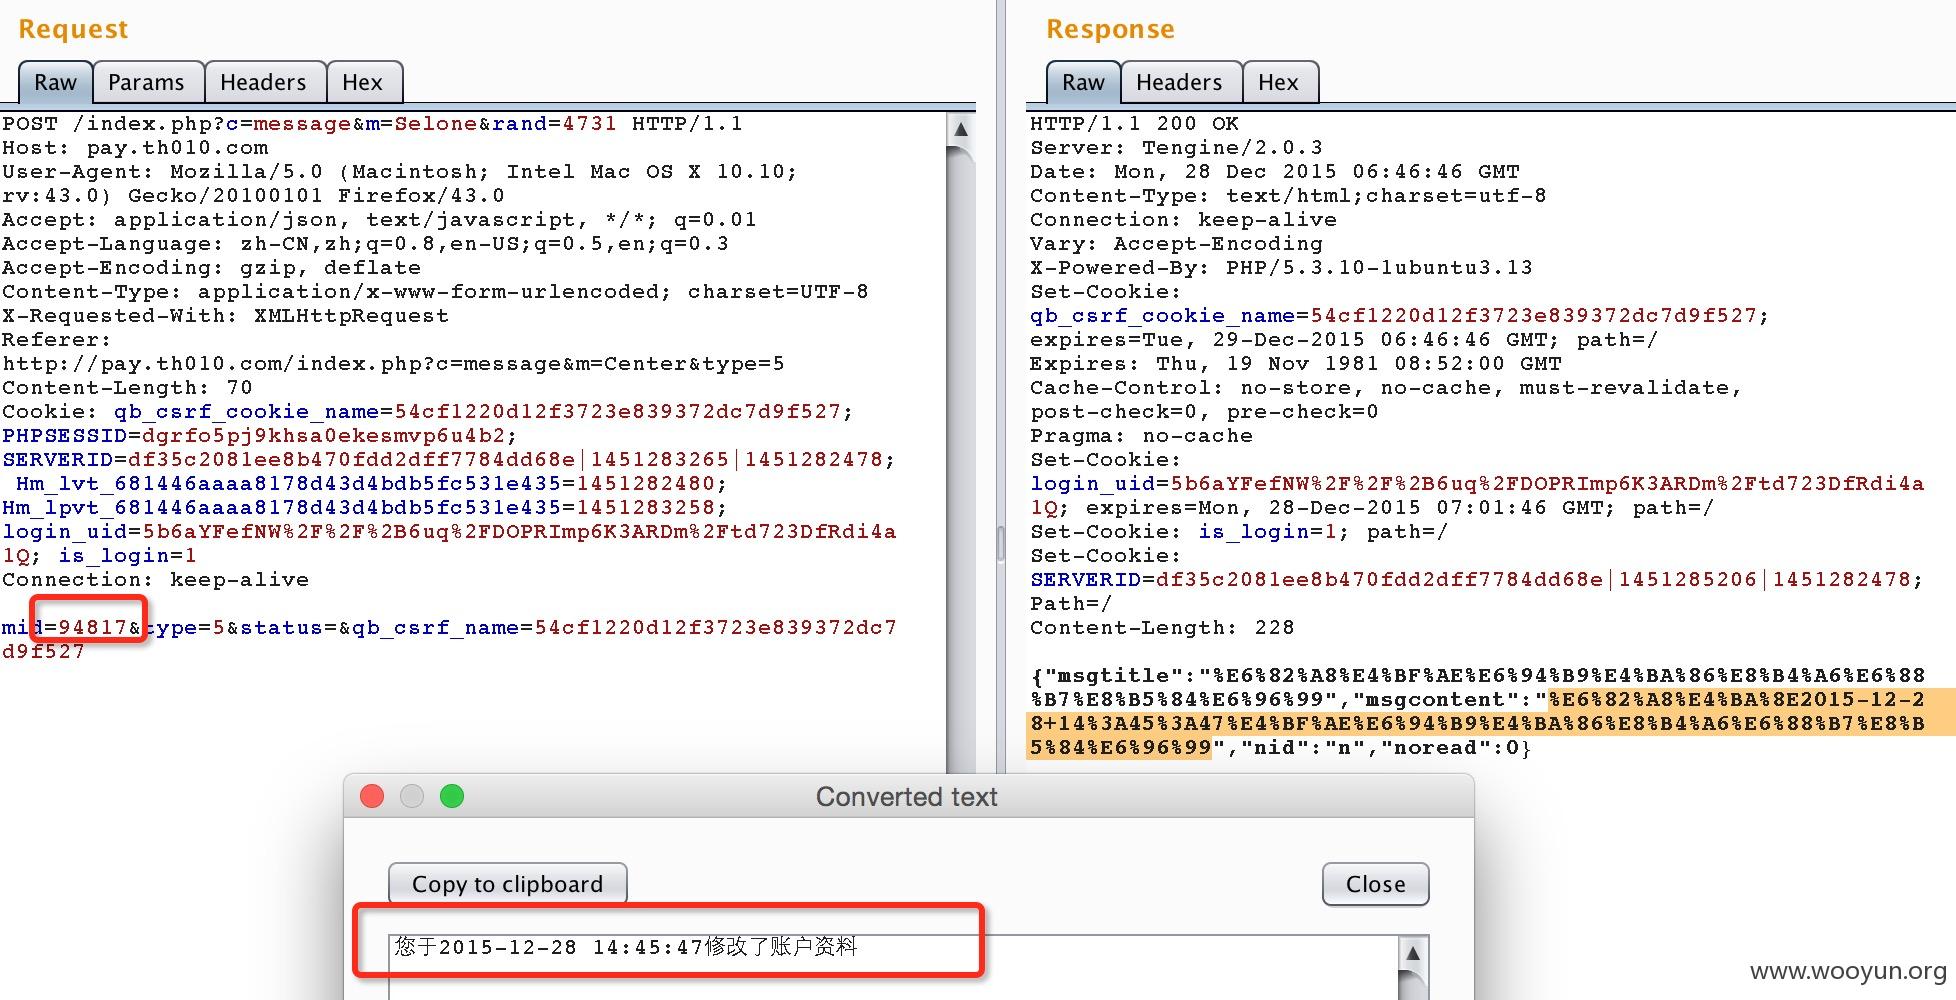 Request
Raw Params Headers Hex
POST /index.php?c=message&m=Selone&rand=4731 HTTP/1.1
Host: pay.th010.com
User-Agent: Mozilla/5.0 (Macintosh; Intel Mac OS X 10.10;
rv:43.0) Gecko/20100101 Firefox/43.0
Accept: application/json, text/javascript, */*; q=0.01
Accept-Language: zh-CN,zh;q=0.8,en-US;q=0.5,en;q=0.3
Accept-Encoding: gzip, deflate
Content-Type: application/x-www-form-urlencoded; charset=UTF-8
X-Requested-With: XMLHttpRequest
Referer:
http://pay.th010.com/index.php?c=message&m=Center&type=5
Content-Length: 70
Cookie: qb_csrf_cookie_name=54cf1220d12f3723e839372dc7d9f527;
PHPSESSID=dgrfo5pj9khsa0ekesmvp6u4b2;
SERVERID=df35c2081ee8b470fdd2dff7784dd68e|1451283265|1451282478;
Hm_lvt_681446aaaa8178d43d4bdb5fc531e435=1451282480;
Hm_lpvt_681446aaaa8178d43d4bdb5fc531e435=1451283258;
login_uid=5b6aYFefNW%2F%2F%2B6uq%2FDOPRImp6K3ARDm%2Ftd723DfRdi4a
1Q; is_login=1
Connection: keep-alive
mid=94817&type=5&status=&qb_csrf_name=54cf1220d12f3723e839372dc7
d9f527
Response
Raw Headers Hex
HTTP/1.1 200 OK
Server: Tengine/2.0.3
Date: Mon, 28 Dec 2015 06:46:46 GMT
Content-Type: text/html;charset=utf-8
Connection: keep-alive
Vary: Accept-Encoding
X-Powered-By: PHP/5.3.10-1ubuntu3.13
Set-Cookie:
qb_csrf_cookie_name=54cf1220d12f3723e839372dc7d9f527;
expires=Tue, 29-Dec-2015 06:46:46 GMT; path=/
Expires: Thu, 19 Nov 1981 08:52:00 GMT
Cache-Control: no-store, no-cache, must-revalidate,
post-check=0, pre-check=0
Pragma: no-cache
Set-Cookie:
login_uid=5b6aYFefNW%2F%2F%2B6uq%2FDOPRImp6K3ARDm%2Ftd723DfRdi4a
1Q; expires=Mon, 28-Dec-2015 07:01:46 GMT; path=/
Set-Cookie: is_login=1; path=/
Set-Cookie:
SERVERID=df35c2081ee8b470fdd2dff7784dd68e|1451285206|1451282478;
Path=/
Content-Length: 228
{"msgtitle":"%E6%82%A8%E4%BF%AE%E6%94%B9%E4%BA%86%E8%B4%A6%E6%88
%B7%E8%B5%84%E6%96%99","msgcontent":"%E6%82%A8%E4%BA%8E2015-12-2
8+14%3A45%3A47%E4%BF%AE%E6%94%B9%E4%BA%86%E8%B4%A6%E6%88%B7%E8%B
5%84%E6%96%99","nid":"n","noread":0}
Converted text
Copy to clipboard Close
您于2015-12-28 14:45:47修改了账户资料
www.wooyun.org